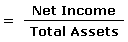 = Net Income
Total Assets